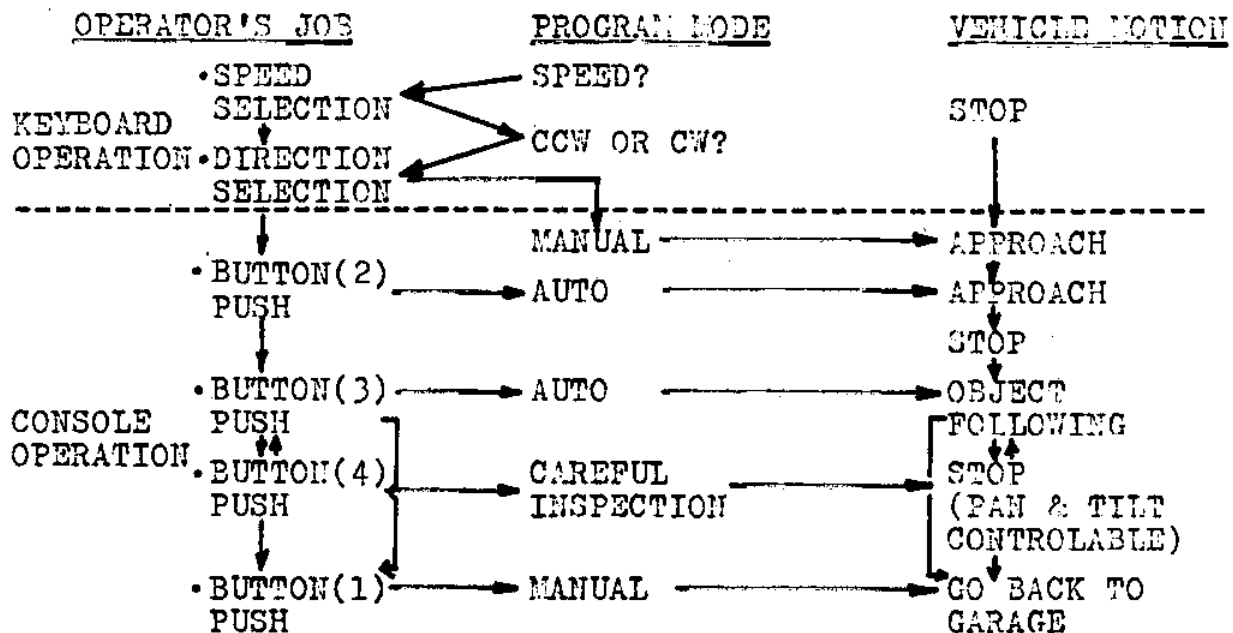 OPERATOR'S JOB PROGRAM MODE VEHICLE MOTION
•SPEED SELECTION
SPEED?
STOP
KEYBOARD OPERATION
CCW OR CW?
•DIRECTION SELECTION
MANUAL
APPROACH
•BUTTON(2)
PUSH
AUTO
APPROACH
STOP
•BUTTON(3)
PUSH
AUTO
OBJECT
FOLLOWING
CONSOLE
OPERATION
•BUTTON(4)
PUSH
CAREFUL
INSPECTION
STOP
(PAN & TILT
CONTROLABLE)
•BUTTON(1)
PUSH
MANUAL
GO BACK TO
GARAGE